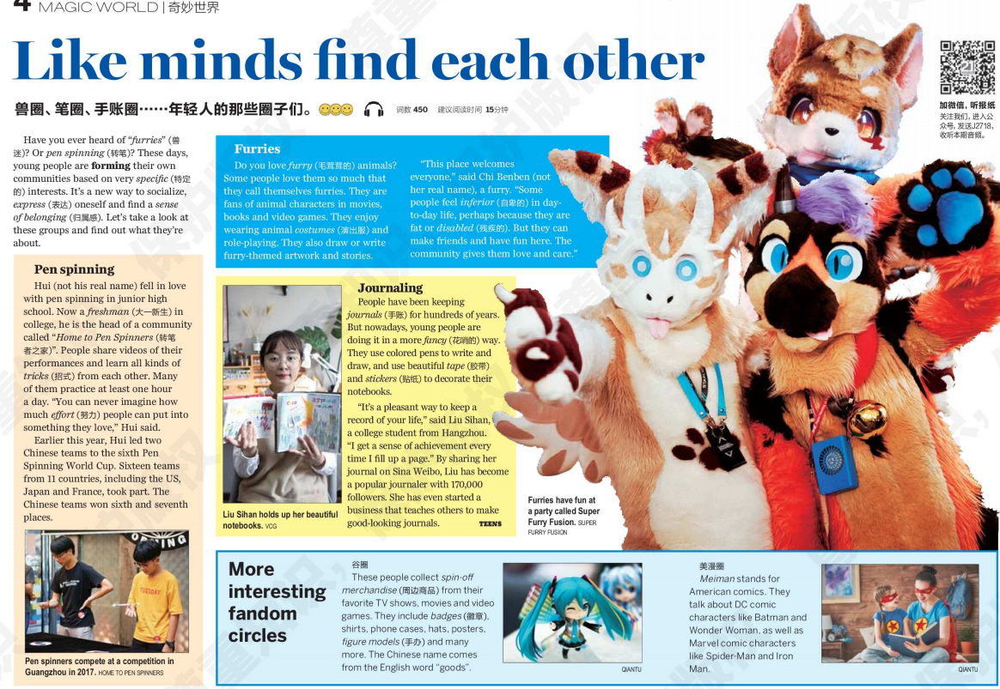 4 MAGIC WORLD | 奇妙世界
Like minds find each other
兽圈、笔圈、手账圈……年轻人的那些圈子们。
词数 450 建议阅读时间 15分钟
21
加微信，听报纸
关注我们，进入公
众号，发送J2718，
收听本期音频。
Have you ever heard of “furries” (兽
迷)? Or pen spinning (转笔)? These days,
young people are forming their own
communities based on very specific (特定
的) interests. It’s a new way to socialize,
express (表达) oneself and find a sense
of belonging (归属感). Let’s take a look at
these groups and find out what they’re
about.
Pen spinning
Hui (not his real name) fell in love
with pen spinning in junior high
school. Now a freshman (大一新生) in
college, he is the head of a community
called “Home to Pen Spinners (转笔
者之家)”. People share videos of their
performances and learn all kinds of
tricks (招式) from each other. Many
of them practice at least one hour
a day. “You can never imagine how
much effort (努力) people can put into
something they love,” Hui said.
Earlier this year, Hui led two
Chinese teams to the sixth Pen
Spinning World Cup. Sixteen teams
from 11 countries, including the US,
Japan and France, took part. The
Chinese teams won sixth and seventh
places.
TUESDAY
Pen spinners compete at a competition in
Guangzhou in 2017. HOME TO PEN SPINNERS
Furries
Do you love furry (毛茸茸的) animals?
Some people love them so much that
they call themselves furries. They are
fans of animal characters in movies,
books and video games. They enjoy
wearing animal costumes (演出服) and
role-playing. They also draw or write
furry-themed artwork and stories.
“This place welcomes
everyone,” said Chi Benben (not
her real name), a furry. “Some
people feel inferior (自卑的) in day-
to-day life, perhaps because they are
fat or disabled (残疾的). But they can
make friends and have fun here. The
community gives them love and care.”
Liu Sihan holds up her beautiful
notebooks. VCG
Journaling
People have been keeping
journals (手账) for hundreds of years.
But nowadays, young people are
doing it in a more fancy (花哨的) way.
They use colored pens to write and
draw, and use beautiful tape (胶带)
and stickers (贴纸) to decorate their
notebooks.
“It’s a pleasant way to keep a
record of your life,” said Liu Sihan,
a college student from Hangzhou.
“I get a sense of achievement every
time I fill up a page.” By sharing her
journal on Sina Weibo, Liu has become
a popular journaler with 170,000
followers. She has even started a
business that teaches others to make
good-looking journals. TEENS
Furries have fun at
a party called Super
Furry Fusion. SUPER
FURRY FUSION
More
interesting
fandom
circles
谷圈
These people collect spin-off
merchandise (周边商品) from their
favorite TV shows, movies and video
games. They include badges (徽章),
shirts, phone cases, hats, posters,
figure models (手办) and many
more. The Chinese name comes
from the English word “goods”.
QIANTU
美漫圈
Meiman stands for
American comics. They
talk about DC comic
characters like Batman and
Wonder Woman, as well as
Marvel comic characters
like Spider-Man and Iron
Man.
QIANTU